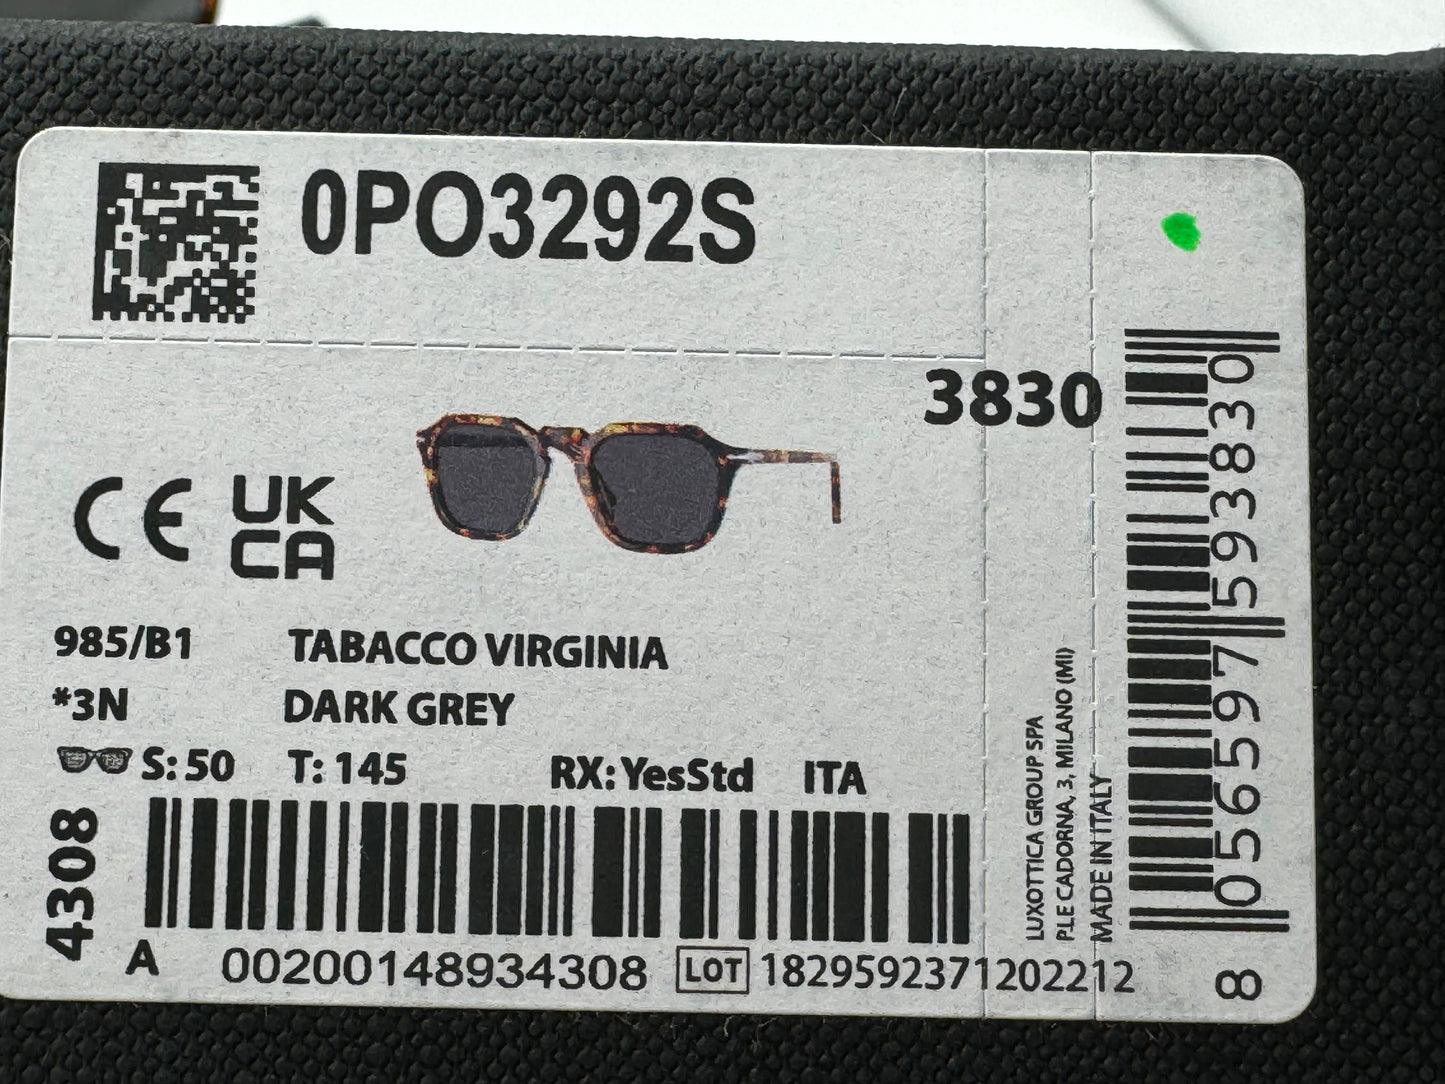 0PO3292S
3830
CE UK
CA
985/B1 TABACCO VIRGINIA
*3N DARK GREY
S: 50 T: 145 RX: YesStd ITA
4308
A 00200148934308 LOT 1829592371202212
LUXOTTICA GROUP SPA
PLE CADORNA, 3, MILANO (MI)
MADE IN ITALY
8 056597 593830